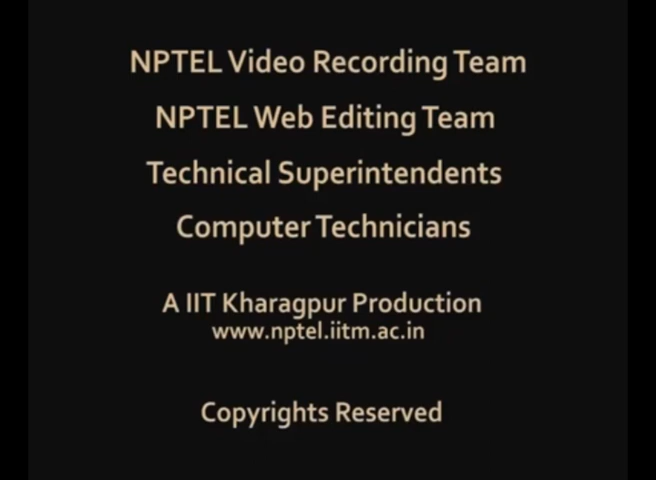 NPTEL Video Recording Team
NPTEL Web Editing Team
Technical Superintendents
Computer Technicians
A IIT Kharagpur Production
www.nptel.iitm.ac.in
Copyrights Reserved